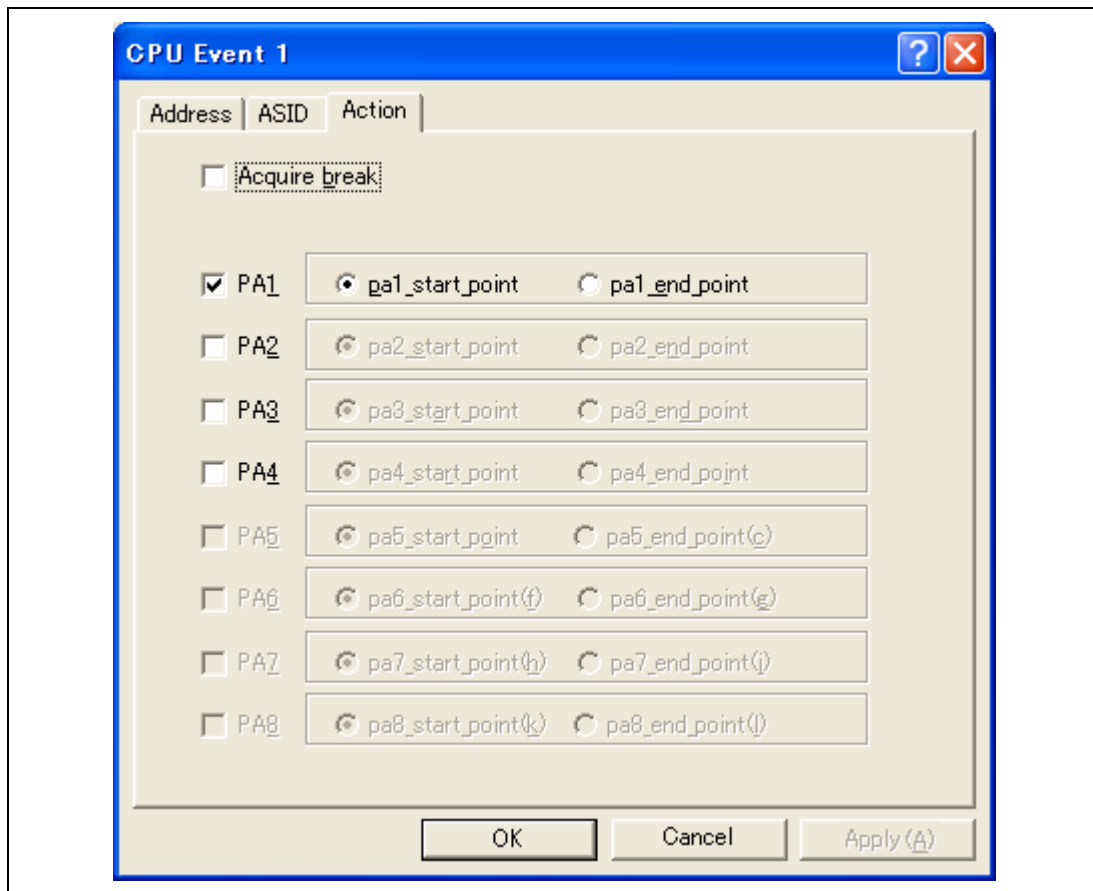 CPU Event 1
Address ASID Action
Acquire break
PA1 pa1_start_point pa1_end_point
PA2 pa2_start_point pa2_end_point
PA3 pa3_start_point pa3_end_point
PA4 pa4_start_point pa4_end_point
PA5 pa5_start_point pa5_end_point(c)
PA6 pa6_start_point(f) pa6_end_point(g)
PA7 pa7_start_point(h) pa7_end_point(j)
PA8 pa8_start_point(k) pa8_end_point(l)
OK Cancel Apply(A)